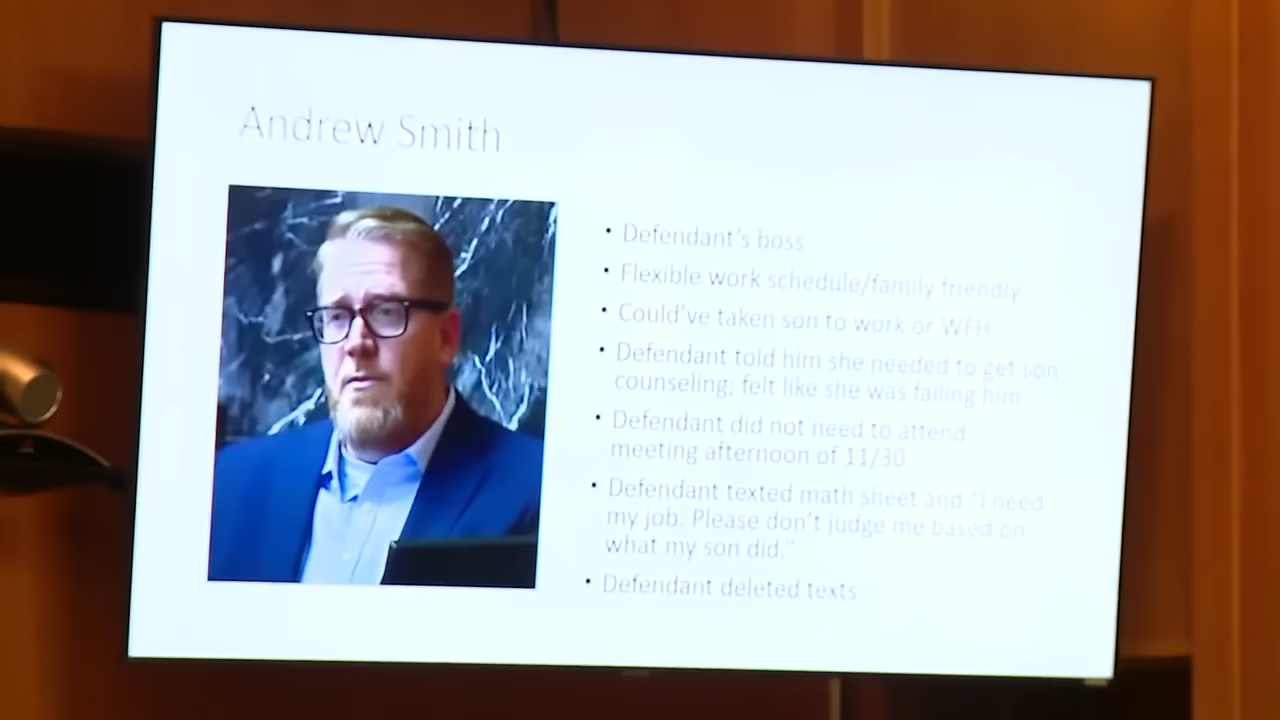 Andrew Smith
• Defendant's boss
• Flexible work schedule/family friendly
• Could've taken son to work or WFH
• Defendant told him she needed to get son
counseling; felt like she was failing him
• Defendant did not need to attend
meeting afternoon of 11/30
• Defendant texted math sheet and "I need
my job. Please don't judge me based on
what my son did."
• Defendant deleted texts